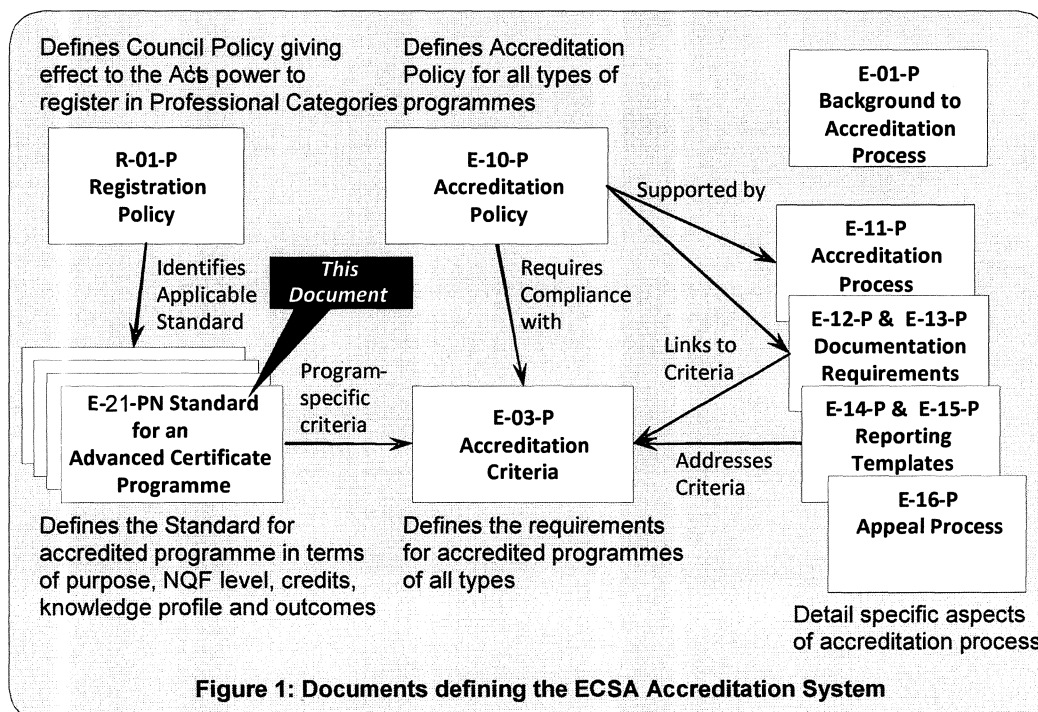 Defines Council Policy giving
effect to the Act's power to
register in Professional Categories
Defines Accreditation
Policy for all types of
programmes
E-01-P
Background to
Accreditation
Process
R-01-P
Registration
Policy
E-10-P
Accreditation
Policy
Supported by
E-11-P
Accreditation
Process
Identifies
Applicable
Standard
This
Document
Requires
Compliance
with
E-12-P & E-13-P
Documentation
Requirements
Links to
Criteria
E-21-PN Standard
for an
Advanced Certificate
Programme
Program-
specific
criteria
E-03-P
Accreditation
Criteria
E-14-P & E-15-P
Reporting
Templates
Addresses
Criteria
E-16-P
Appeal Process
Defines the Standard for
accredited programme in terms
of purpose, NQF level, credits,
knowledge profile and outcomes
Defines the requirements
for accredited programmes
of all types
Detail specific aspects
of accreditation process
Figure 1: Documents defining the ECSA Accreditation System